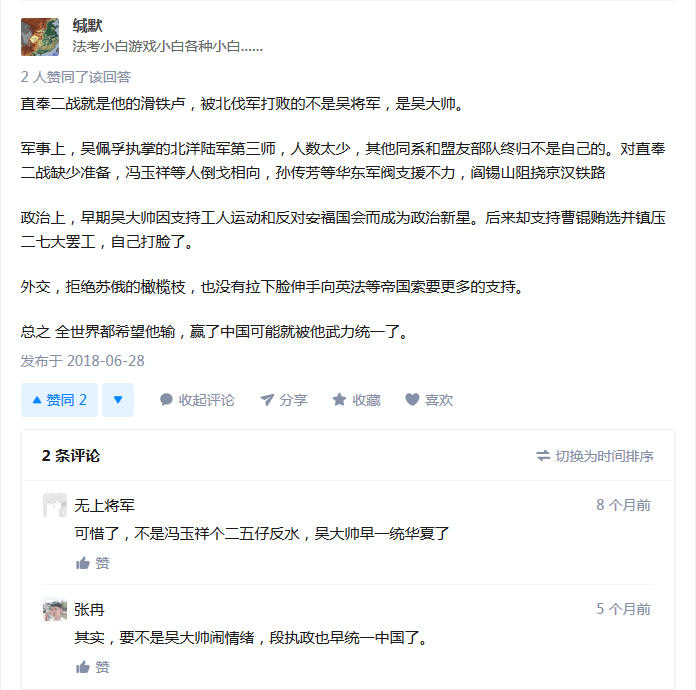 缄默
法考小白游戏小白各种小白......
2 人赞同了该回答
直奉二战就是他的滑铁卢，被北伐军打败的不是吴将军，是吴大帅。
军事上，吴佩孚执掌的北洋陆军第三师，人数太少，其他同系和盟友部队终归不是自己的。对直奉
二战缺少准备，冯玉祥等人倒戈相向，孙传芳等华东军阀支援不力，阎锡山阻挠京汉铁路
政治上，早期吴大帅因支持工人运动和反对安福国会而成为政治新星。后来却支持曹锟贿选并镇压
二七大罢工，自己打脸了。
外交，拒绝苏俄的橄榄枝，也没有拉下脸伸手向英法等帝国索要更多的支持。
总之 全世界都希望他输，赢了中国可能就被他武力统一了。
发布于 2018-06-28
赞同 2 收起评论 分享 收藏 喜欢
2 条评论 切换为时间排序
无上将军 8 个月前
可惜了，不是冯玉祥个二五仔反水，吴大帅早一统华夏了
赞
张冉 5 个月前
其实，要不是吴大帅闹情绪，段执政也早统一中国了。
赞